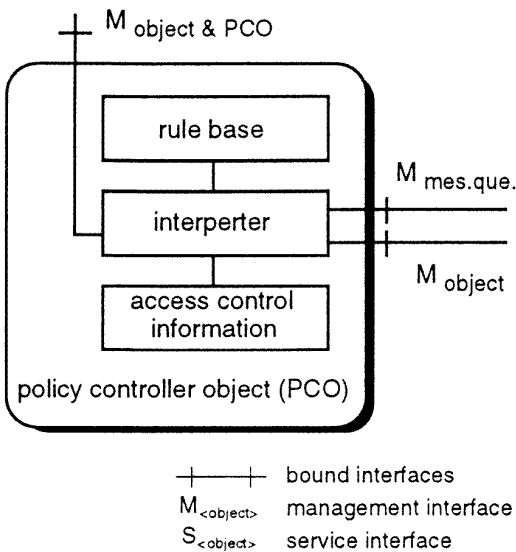 M object & PCO
rule base
M mes.que.
interperter
M object
access control
information
policy controller object (PCO)
bound interfaces
M<object> management interface
S<object> service interface